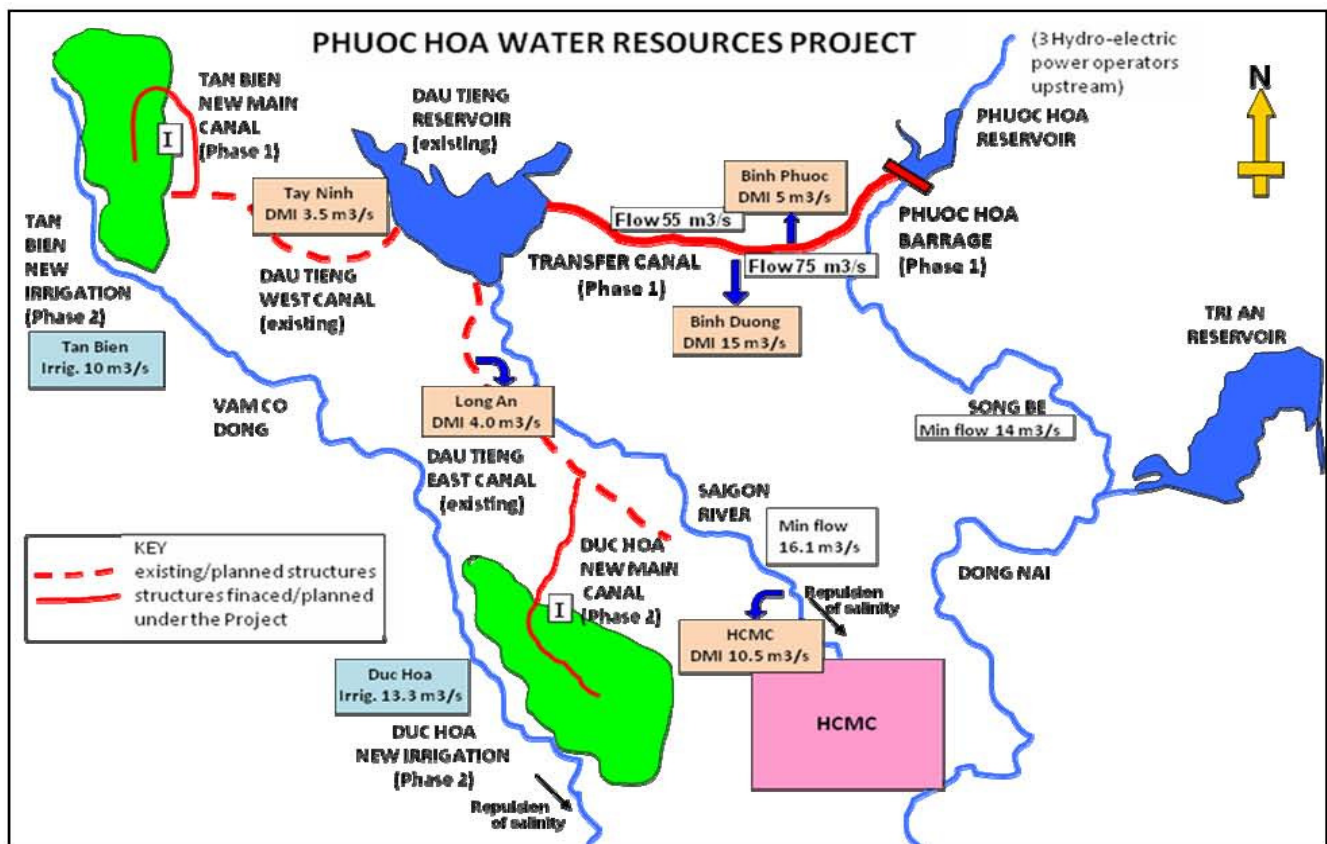 PHUOC HOA WATER RESOURCES PROJECT
(3 Hydro-electric
power operators
upstream)
N
TAN BIEN
NEW MAIN
CANAL
(Phase 1)
I
DAU TIENG
RESERVOIR
(existing)
PHUOC HOA
RESERVOIR
Binh Phuoc
DMI 5 m3/s
Tay Ninh
DMI 3.5 m3/s
Flow 55 m3/s
PHUOC HOA
BARRAGE
(Phase 1)
TAN
BIEN
NEW
IRRIGATION
(Phase 2)
DAU TIENG
WEST CANAL
(existing)
TRANSFER CANAL
(Phase 1)
Flow 75 m3/s
Binh Duong
DMI 15 m3/s
TRI AN
RESERVOIR
Tan Bien
Irrig. 10 m3/s
VAM CO
DONG
Long An
DMI 4.0 m3/s
SONG BE
Min flow 14 m3/s
DAU TIENG
EAST CANAL
(existing)
SAIGON
RIVER
Min flow
16.1 m3/s
KEY
existing/planned structures
structures finaced/planned
under the Project
DUC HOA
NEW MAIN
CANAL
(Phase 2)
I
DONG NAI
Repulsion
of salinity
HCMC
DMI 10.5 m3/s
Duc Hoa
Irrig. 13.3 m3/s
HCMC
DUC HOA
NEW IRRIGATION
(Phase 2)
Repulsion
of salinity